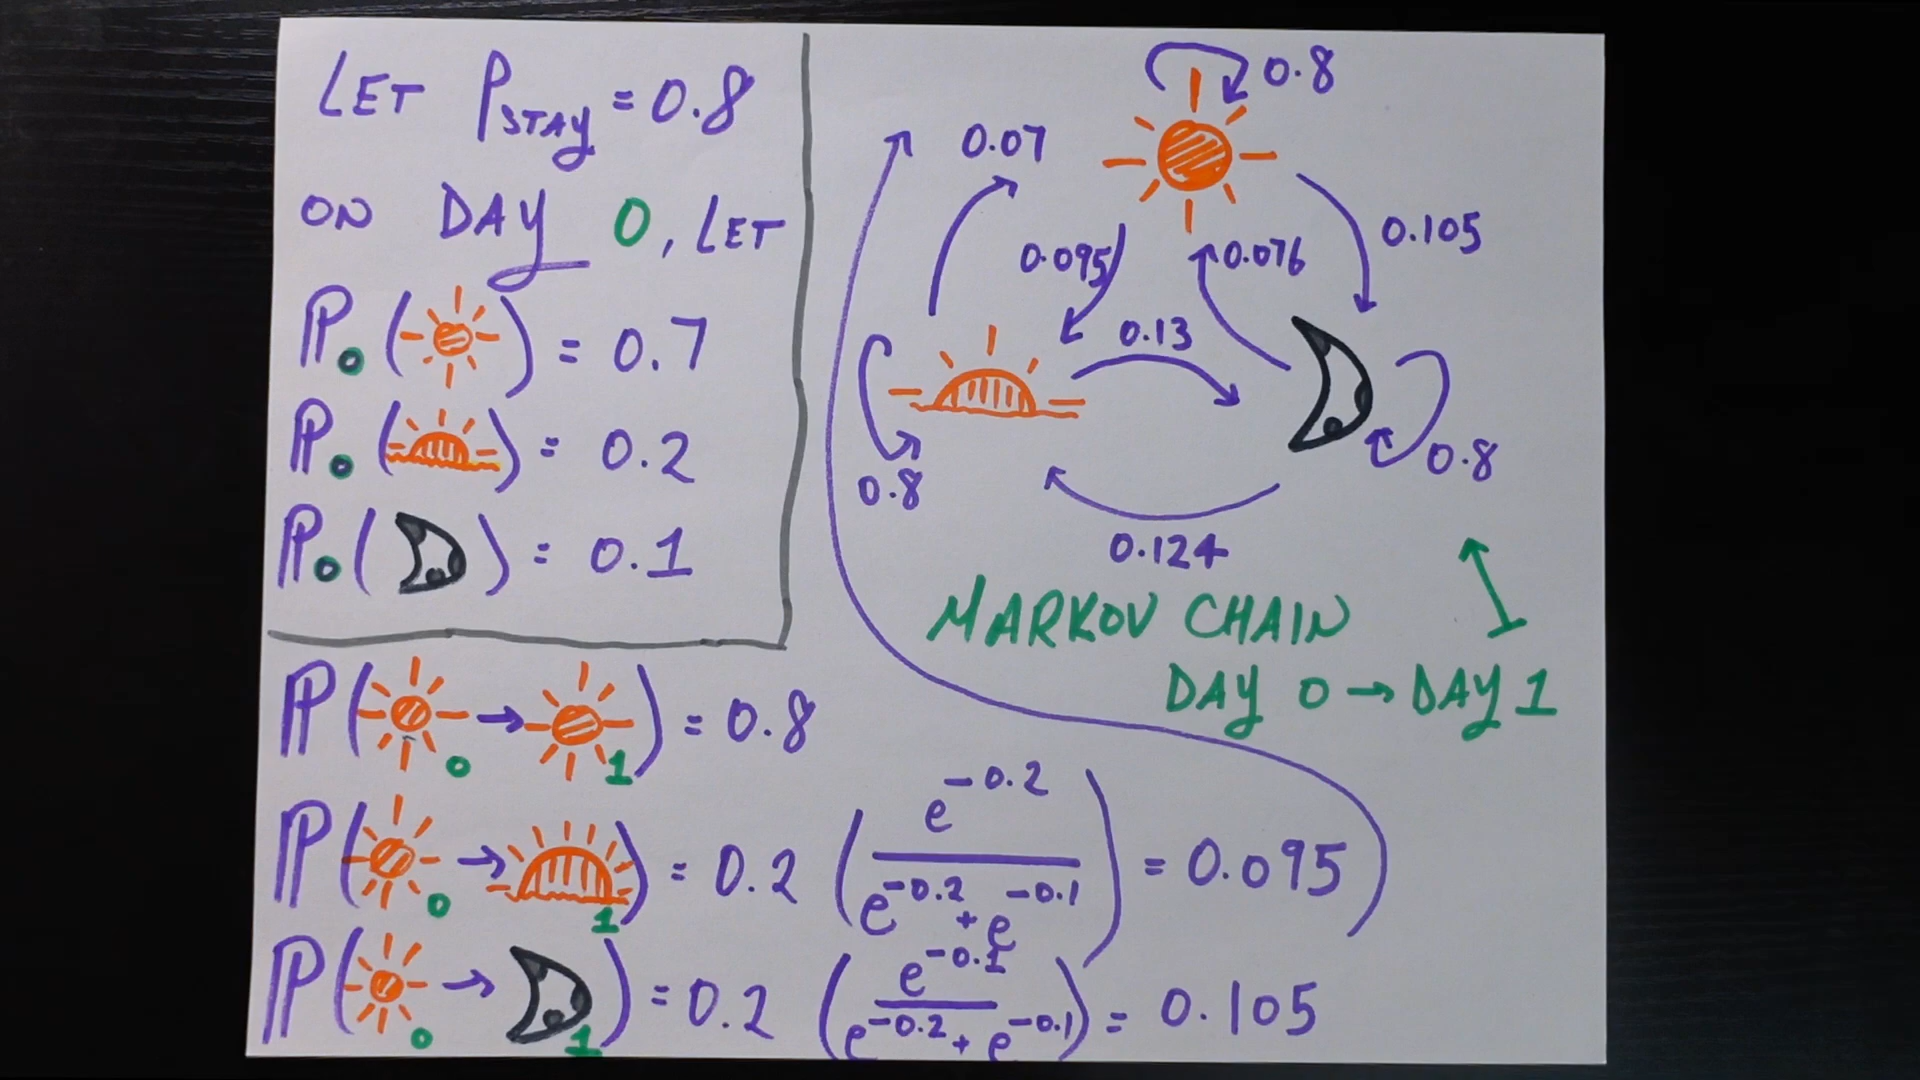 LET P STAY = 0.8
ON DAY 0, LET
P0( ) = 0.7
P0( ) = 0.2
P0( ) = 0.1
P( 0 → 1 ) = 0.8
P( 0 → 1 ) = 0.2 ( e^-0.2 / e^-0.2 + e^-0.1 ) = 0.095
P( 0 → 1 ) = 0.2 ( e^-0.1 / e^-0.2 + e^-0.1 ) = 0.105
0.8
0.07
0.105
0.095
0.076
0.13
0.8
0.8
0.124
MARKOV CHAIN
DAY 0 → DAY 1